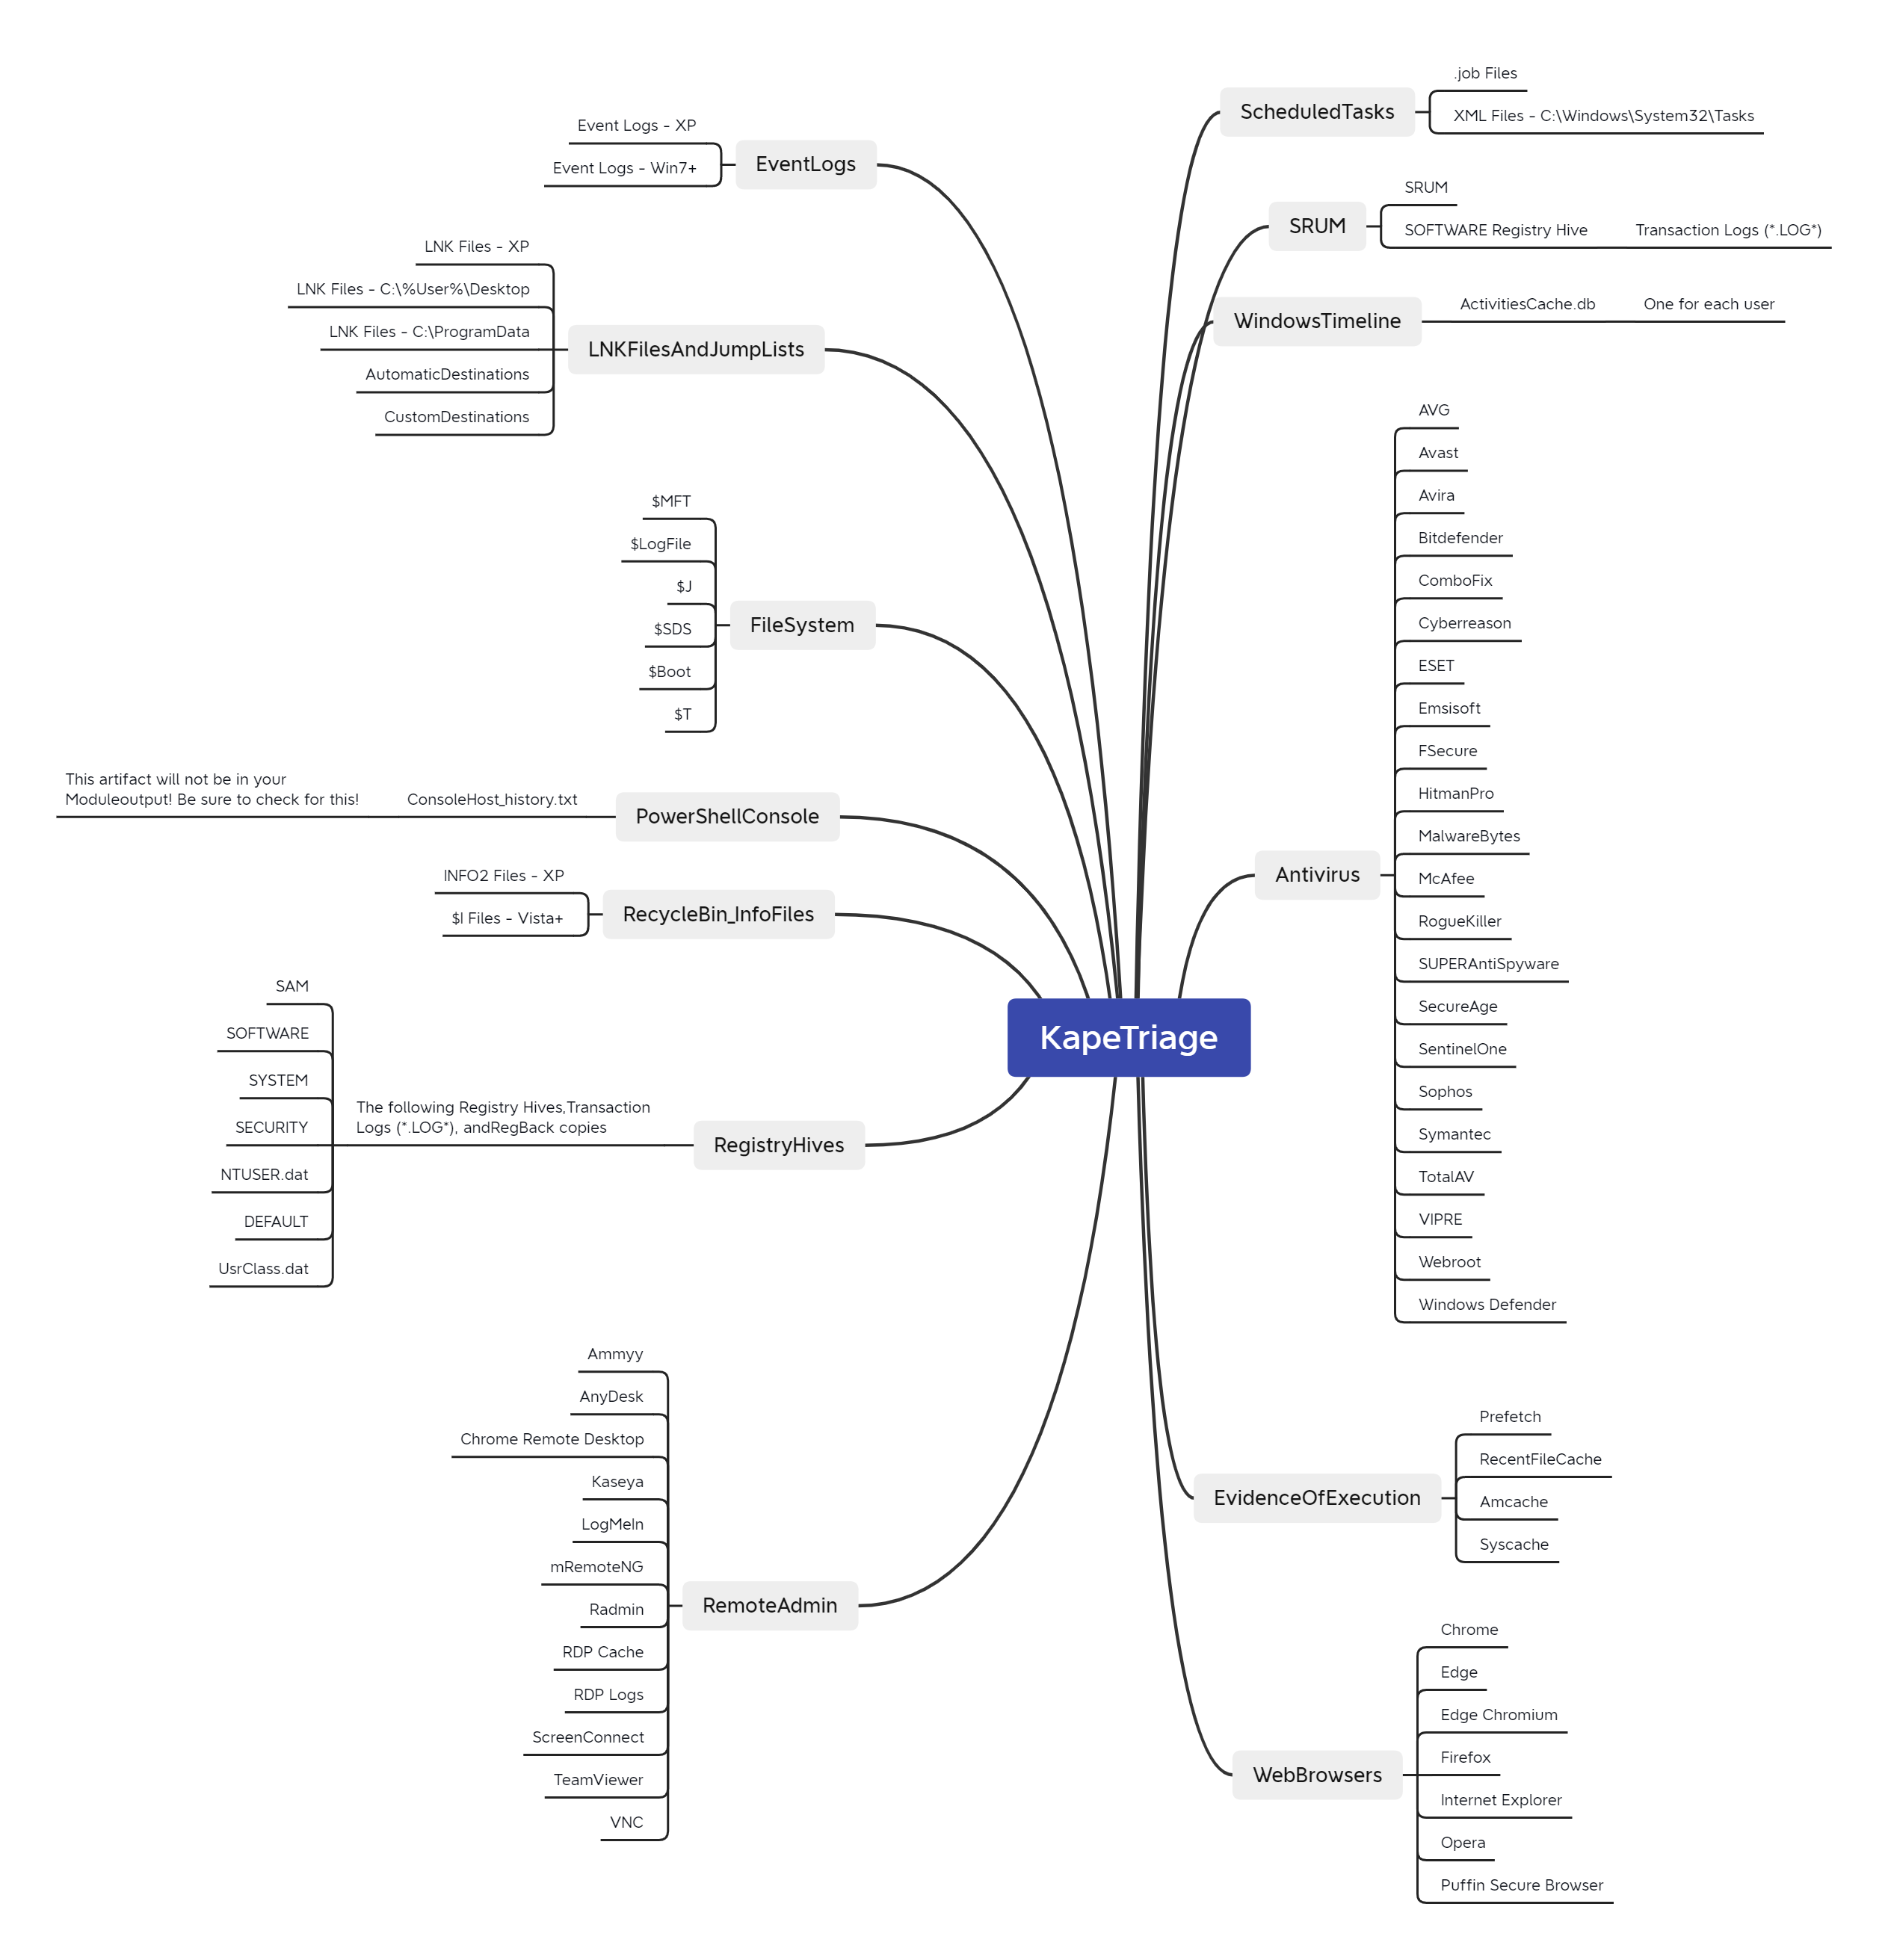 KapeTriage
EventLogs
Event Logs - XP
Event Logs - Win7+
LNKFilesAndJumpLists
LNK Files - XP
LNK Files - C:\%User%\Desktop
LNK Files - C:\ProgramData
AutomaticDestinations
CustomDestinations
FileSystem
$MFT
$LogFile
$J
$SDS
$Boot
$T
PowerShellConsole
ConsoleHost_history.txt
This artifact will not be in your
Moduleoutput! Be sure to check for this!
RecycleBin_InfoFiles
INFO2 Files - XP
$I Files - Vista+
RegistryHives
The following Registry Hives,Transaction
Logs (*.LOG*), andRegBack copies
SAM
SOFTWARE
SYSTEM
SECURITY
NTUSER.dat
DEFAULT
UsrClass.dat
RemoteAdmin
Ammyy
AnyDesk
Chrome Remote Desktop
Kaseya
LogMeIn
mRemoteNG
Radmin
RDP Cache
RDP Logs
ScreenConnect
TeamViewer
VNC
ScheduledTasks
.job Files
XML Files - C:\Windows\System32\Tasks
SRUM
SRUM
SOFTWARE Registry Hive
Transaction Logs (*.LOG*)
WindowsTimeline
ActivitiesCache.db
One for each user
Antivirus
AVG
Avast
Avira
Bitdefender
ComboFix
Cyberreason
ESET
Emsisoft
FSecure
HitmanPro
MalwareBytes
McAfee
RogueKiller
SUPERAntiSpyware
SecureAge
SentinelOne
Sophos
Symantec
TotalAV
VIPRE
Webroot
Windows Defender
EvidenceOfExecution
Prefetch
RecentFileCache
Amcache
Syscache
WebBrowsers
Chrome
Edge
Edge Chromium
Firefox
Internet Explorer
Opera
Puffin Secure Browser